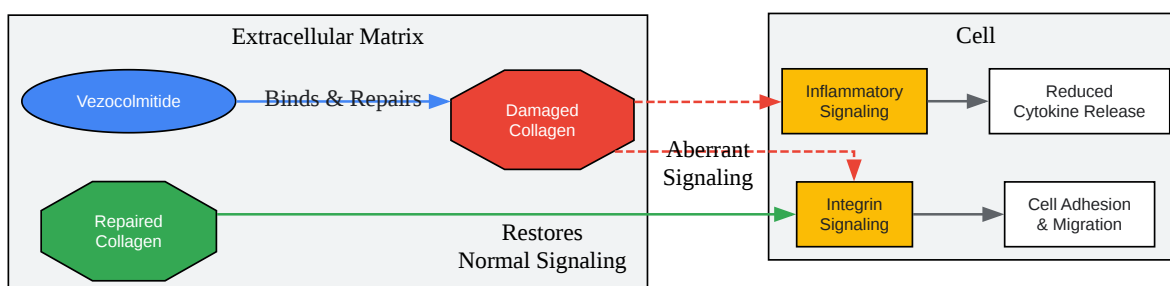 Extracellular Matrix
Cell
Vezocolmitide
Binds & Repairs
Damaged
Collagen
Inflammatory
Signaling
Reduced
Cytokine Release
Aberrant
Signaling
Repaired
Collagen
Restores
Normal Signaling
Integrin
Signaling
Cell Adhesion
& Migration